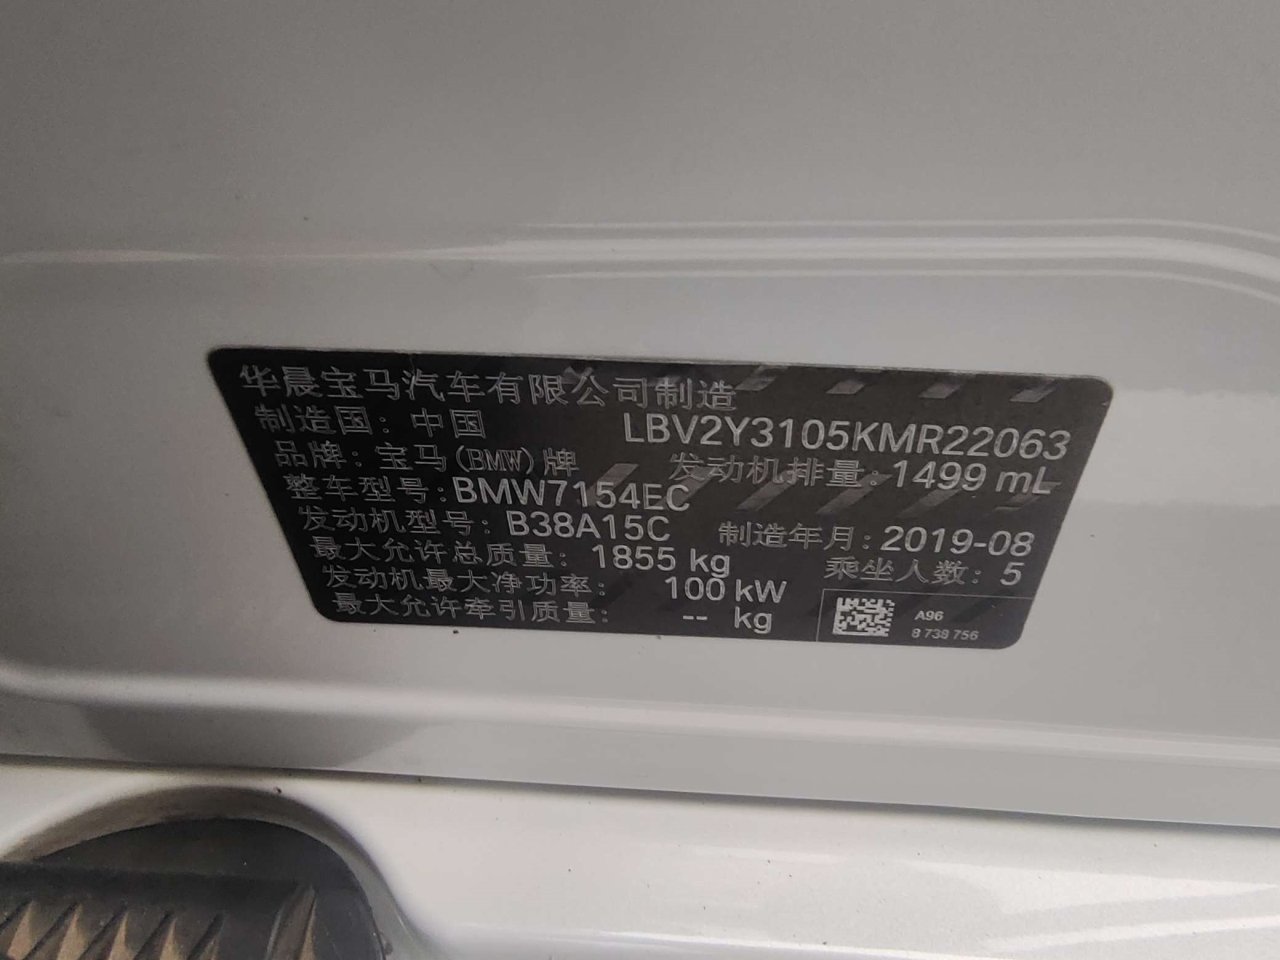 华晨宝马汽车有限公司制造
制造国：中国 LBV2Y3105KMR22063
品牌：宝马(BMW)牌 发动机排量：1499 mL
整车型号：BMW7154EC
发动机型号：B38A15C 制造年月：2019-08
最大允许总质量：1855 kg 乘坐人数：5
发动机最大净功率：100 kW
最大允许牵引质量：-- kg
A96
8 738 756